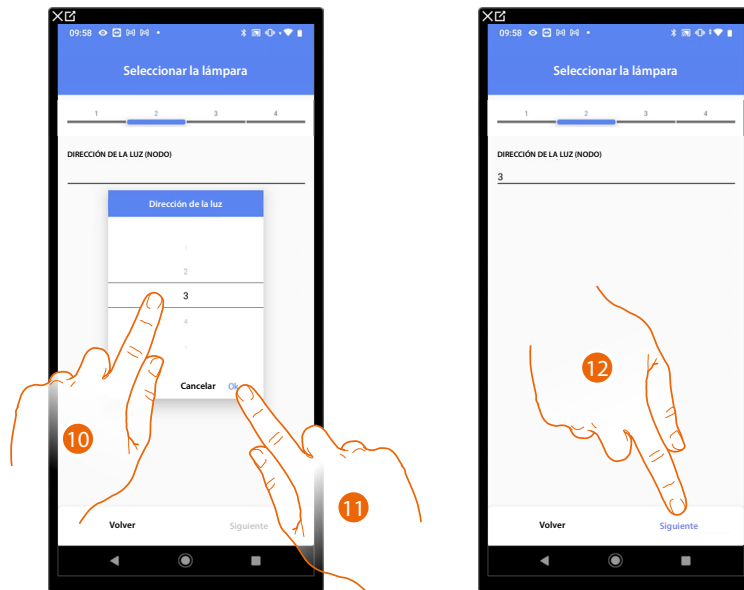 09:58
Seleccionar la lámpara
1 2 3 4
DIRECCIÓN DE LA LUZ (NODO)
Dirección de la luz
1
2
3
4
Cancelar Ok
10
11
Volver Siguiente
09:58
Seleccionar la lámpara
1 2 3 4
DIRECCIÓN DE LA LUZ (NODO)
3
12
Volver Siguiente